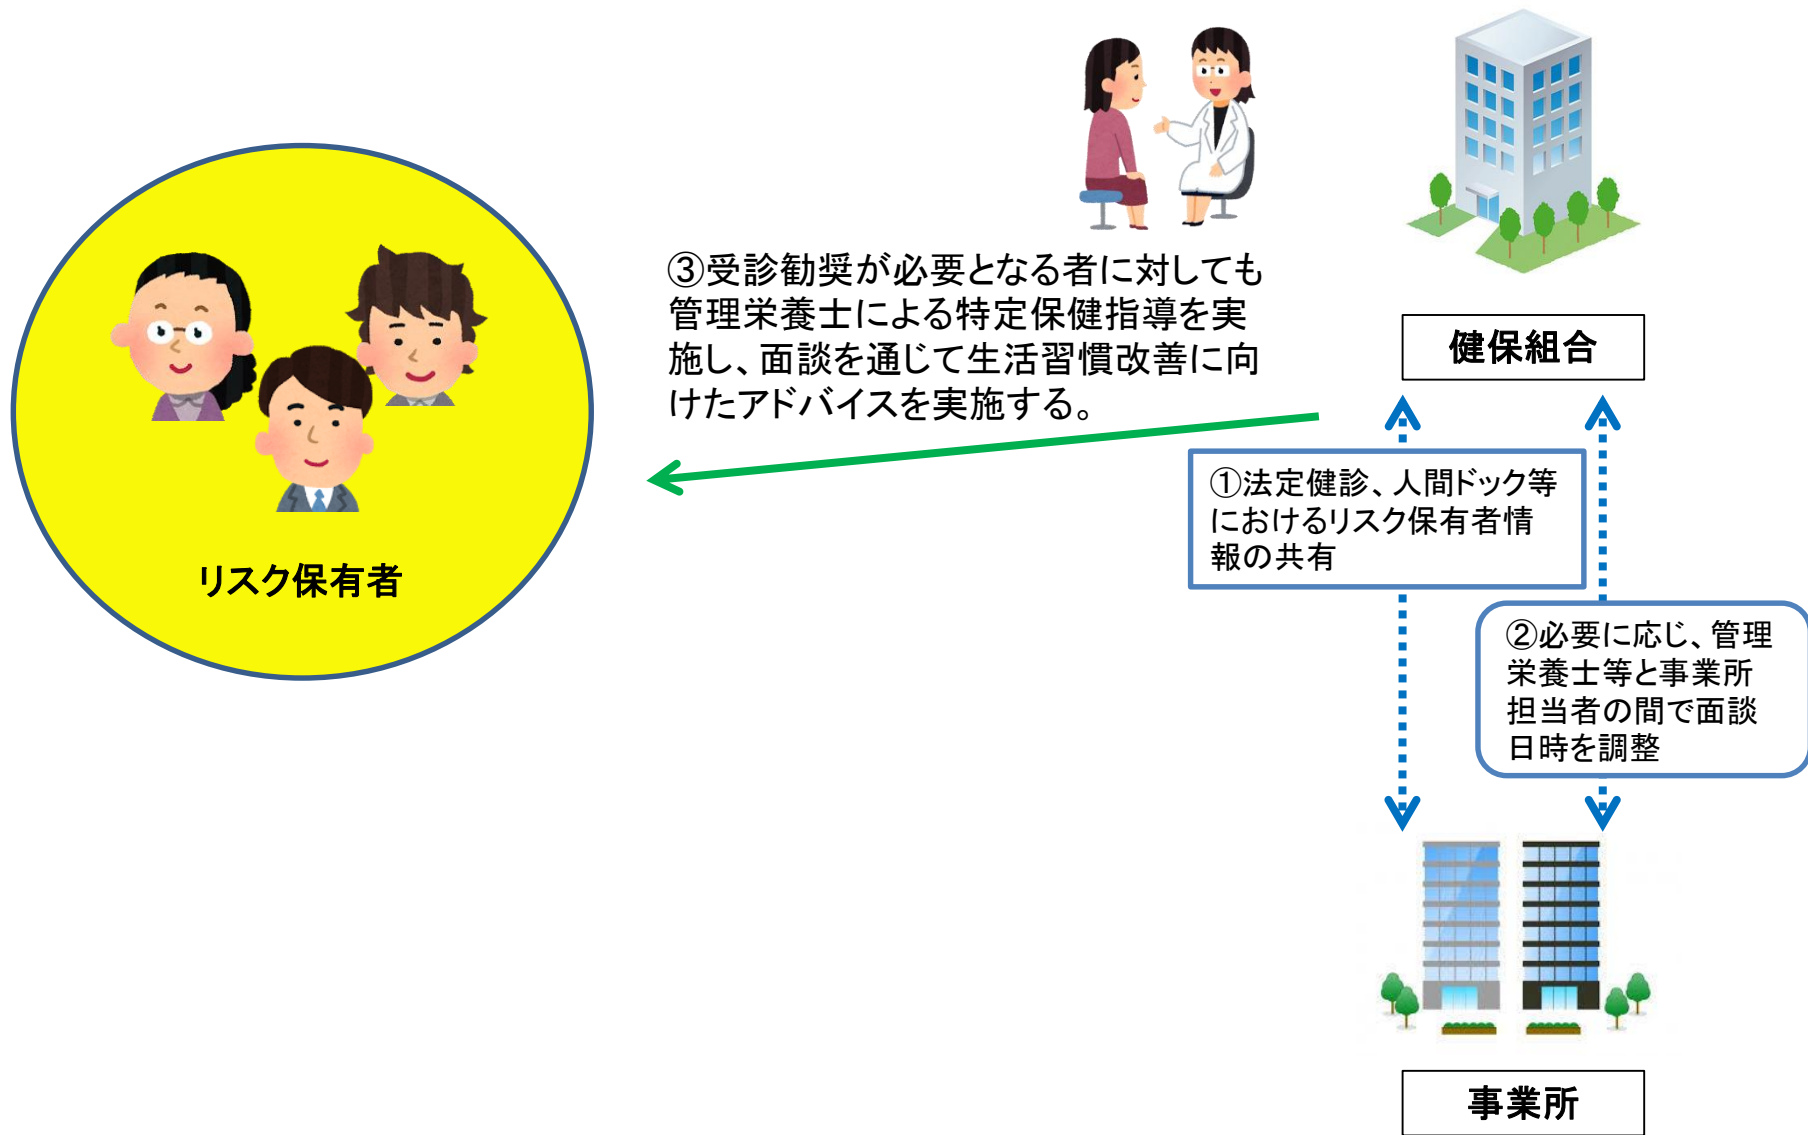 ③受診勧奨が必要となる者に対しても
管理栄養士による特定保健指導を実
施し、面談を通じて生活習慣改善に向
けたアドバイスを実施する。
健保組合
①法定健診、人間ドック等
におけるリスク保有者情
報の共有
リスク保有者
②必要に応じ、管理
栄養士等と事業所
担当者の間で面談
日時を調整
事業所